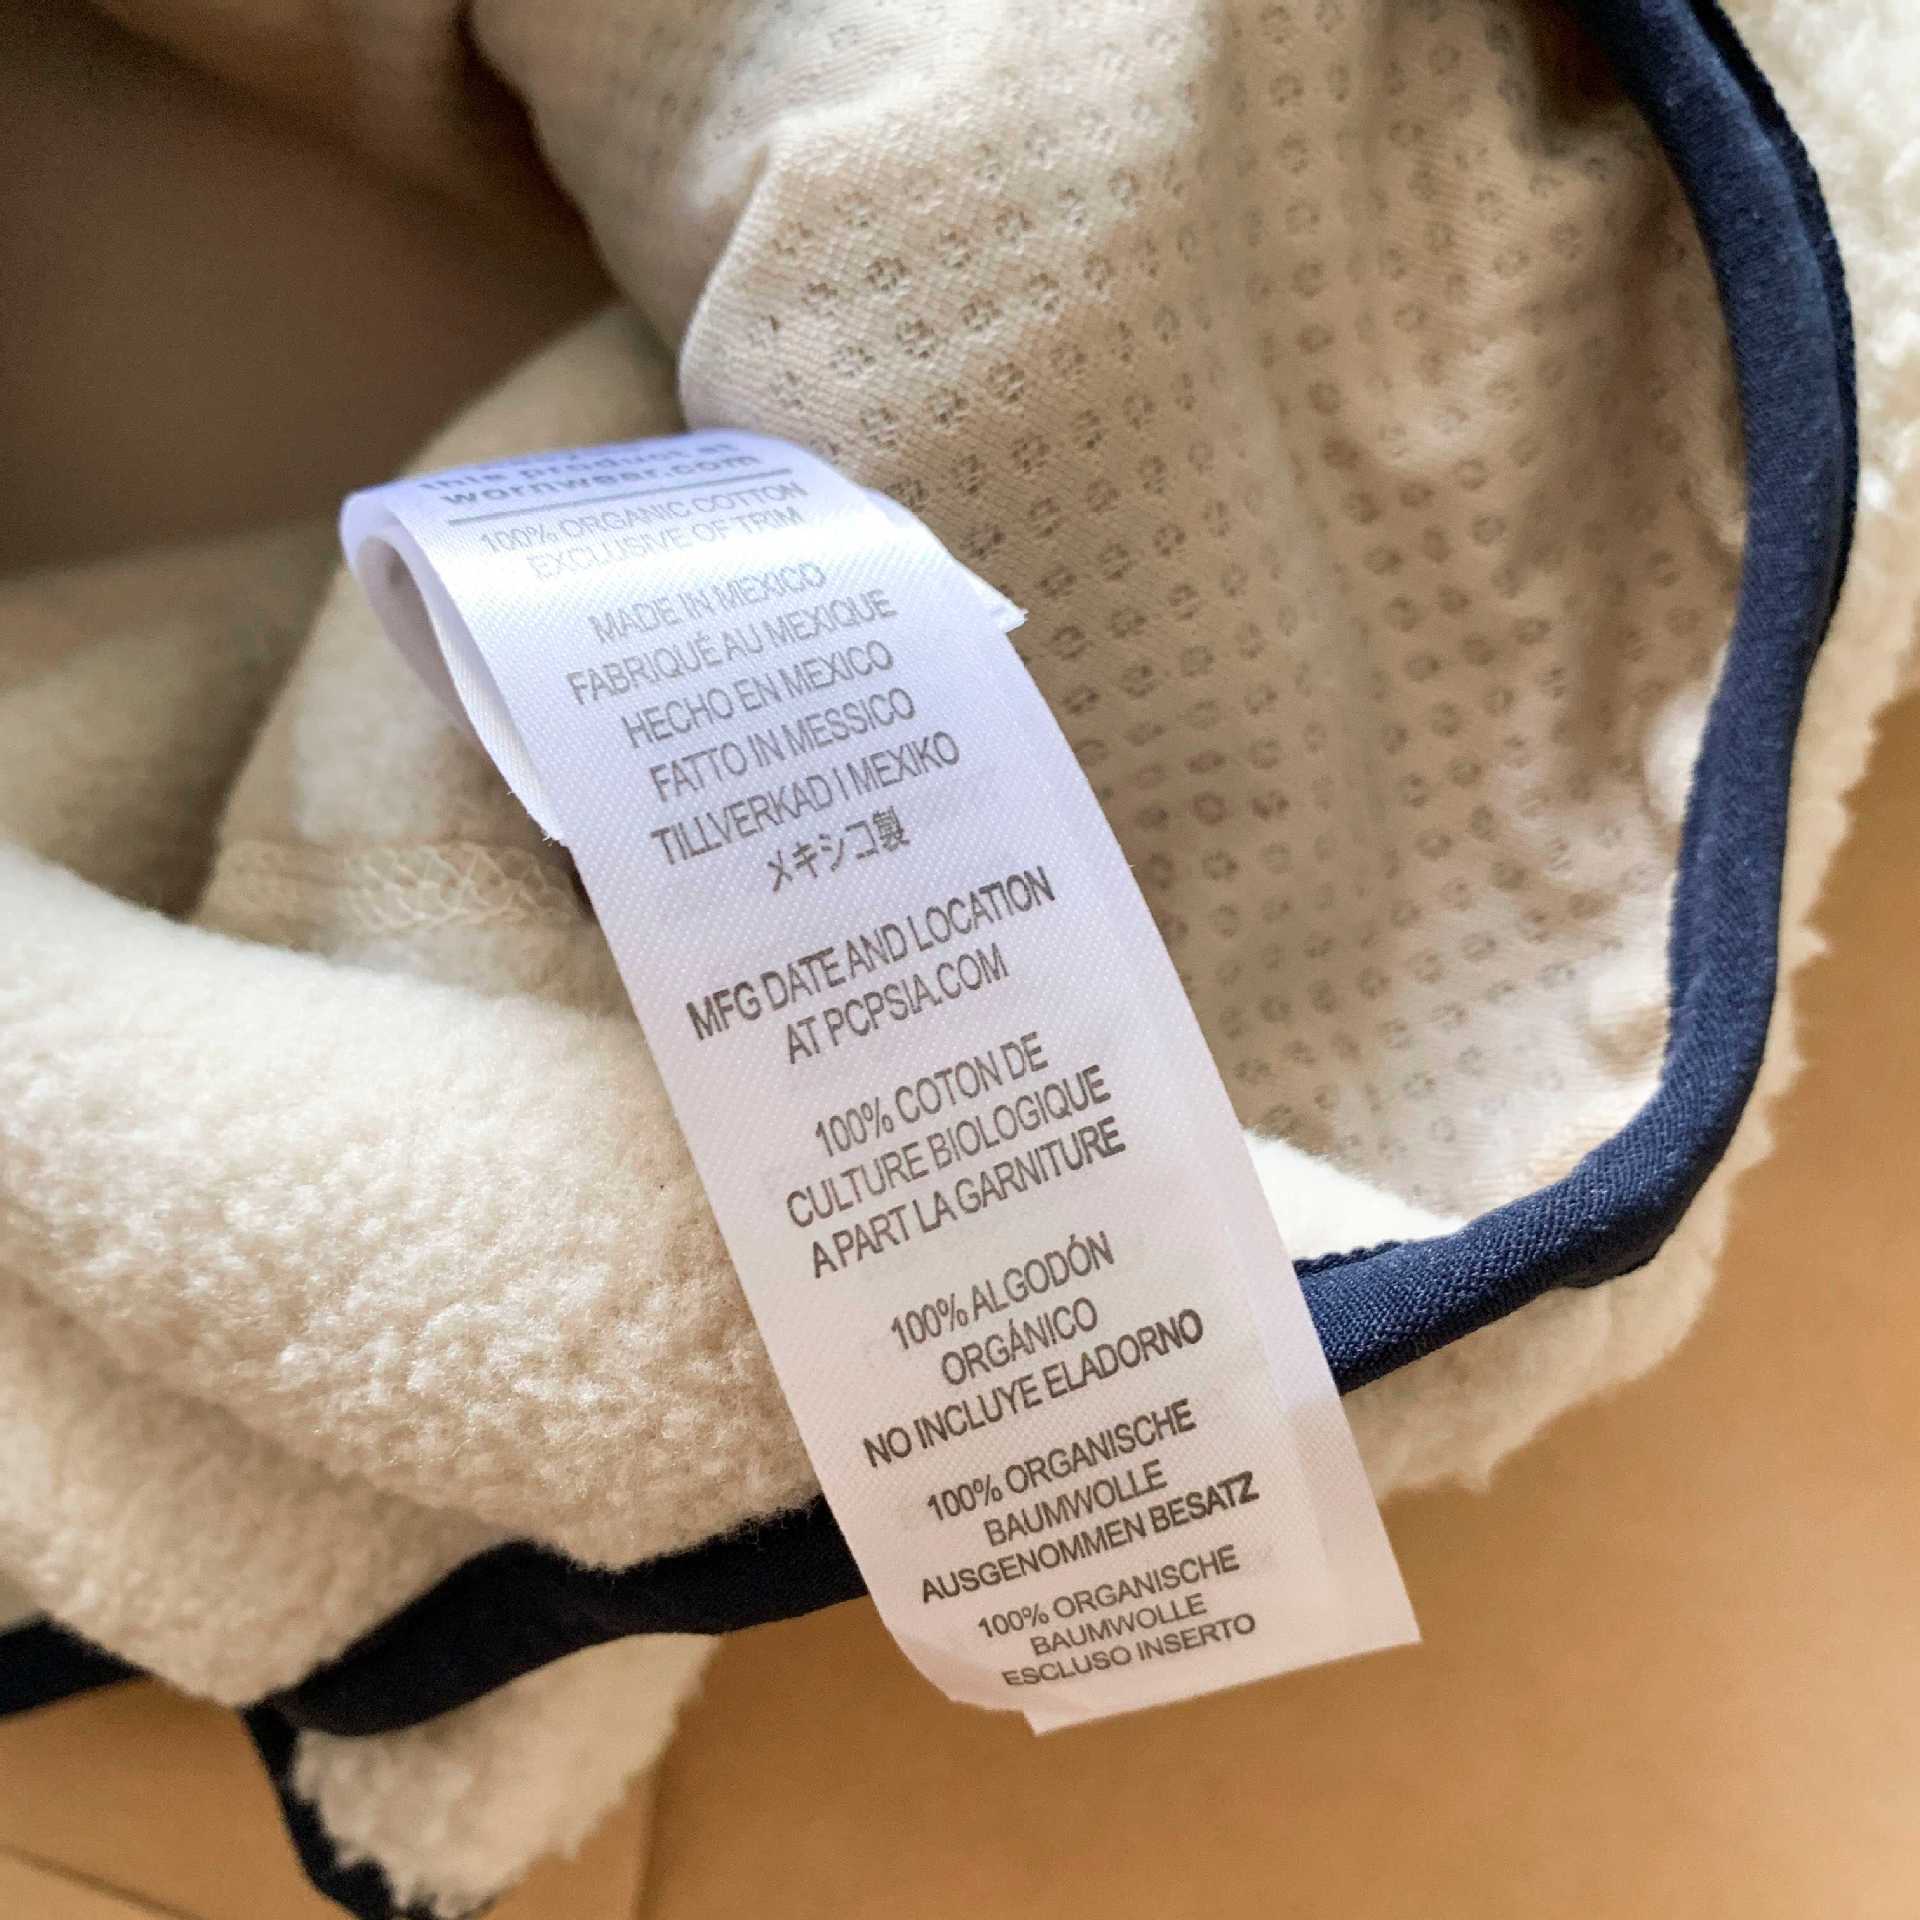 this product at
wornwear.com
100% ORGANIC COTTON
EXCLUSIVE OF TRIM
MADE IN MEXICO
FABRIQUÉ AU MEXIQUE
HECHO EN MEXICO
FATTO IN MESSICO
TILLVERKAD I MEXIKO
メキシコ製
MFG DATE AND LOCATION
AT PCPSIA.COM
100% COTON DE
CULTURE BIOLOGIQUE
A PART LA GARNITURE
100% ALGODÓN
ORGÁNICO
NO INCLUYE ELADORNO
100% ORGANISCHE
BAUMWOLLE
AUSGENOMMEN BESATZ
100% ORGANISCHE
BAUMWOLLE
ESCLUSO INSERTO